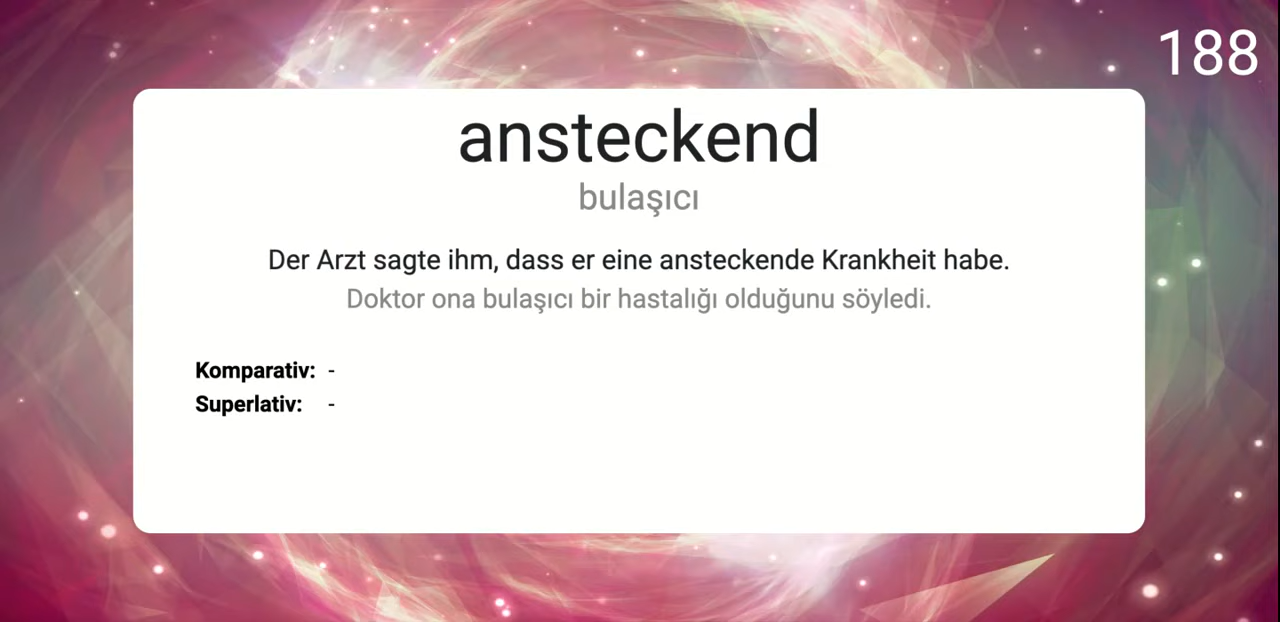 188
ansteckend
bulaşıcı
Der Arzt sagte ihm, dass er eine ansteckende Krankheit habe.
Doktor ona bulaşıcı bir hastalığı olduğunu söyledi.
Komparativ: -
Superlativ: -